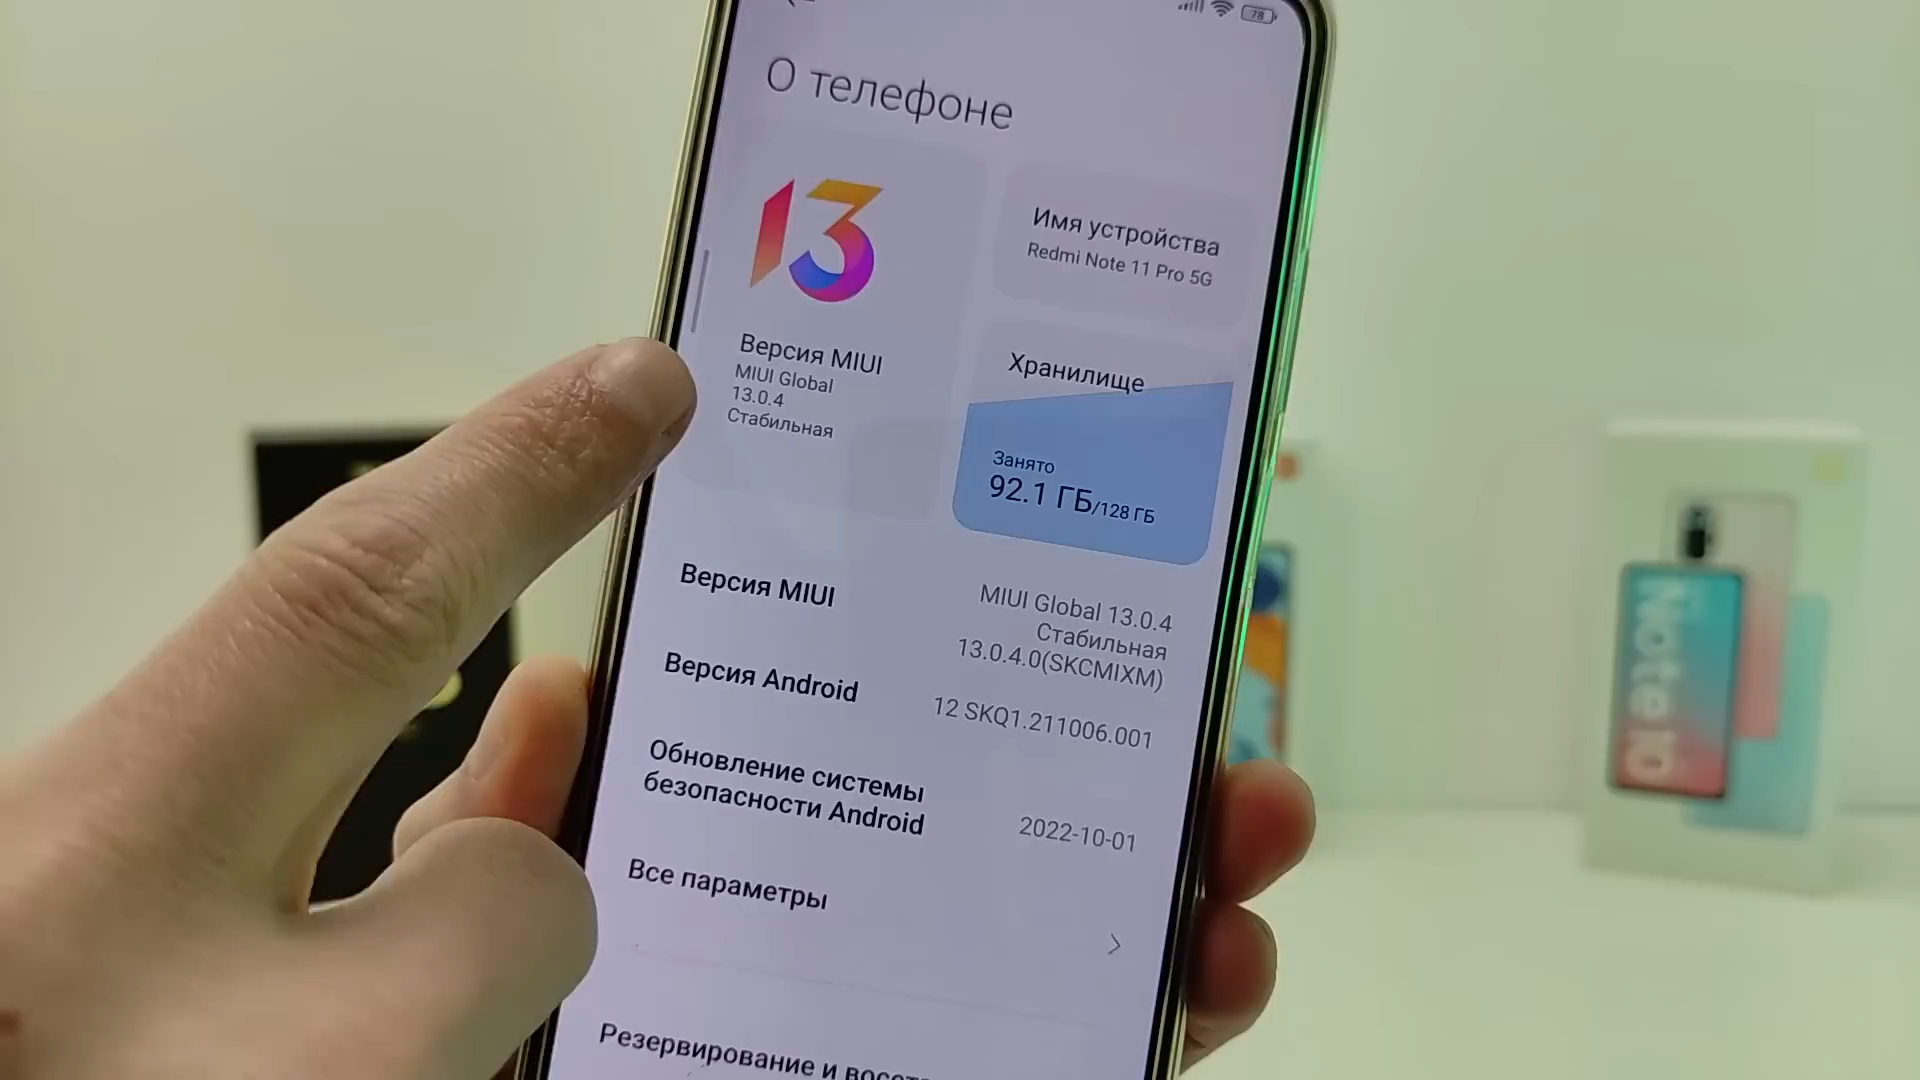 78
О телефоне
13
Имя устройства
Redmi Note 11 Pro 5G
Версия MIUI
MIUI Global
13.0.4
Стабильная
Хранилище
Занято
92.1 ГБ/128 ГБ
Версия MIUI
MIUI Global 13.0.4
Стабильная
13.0.4.0(SKCMIXM)
Версия Android
12 SKQ1.211006.001
Обновление системы
безопасности Android
2022-10-01
Все параметры
Резервирование и
Note 10